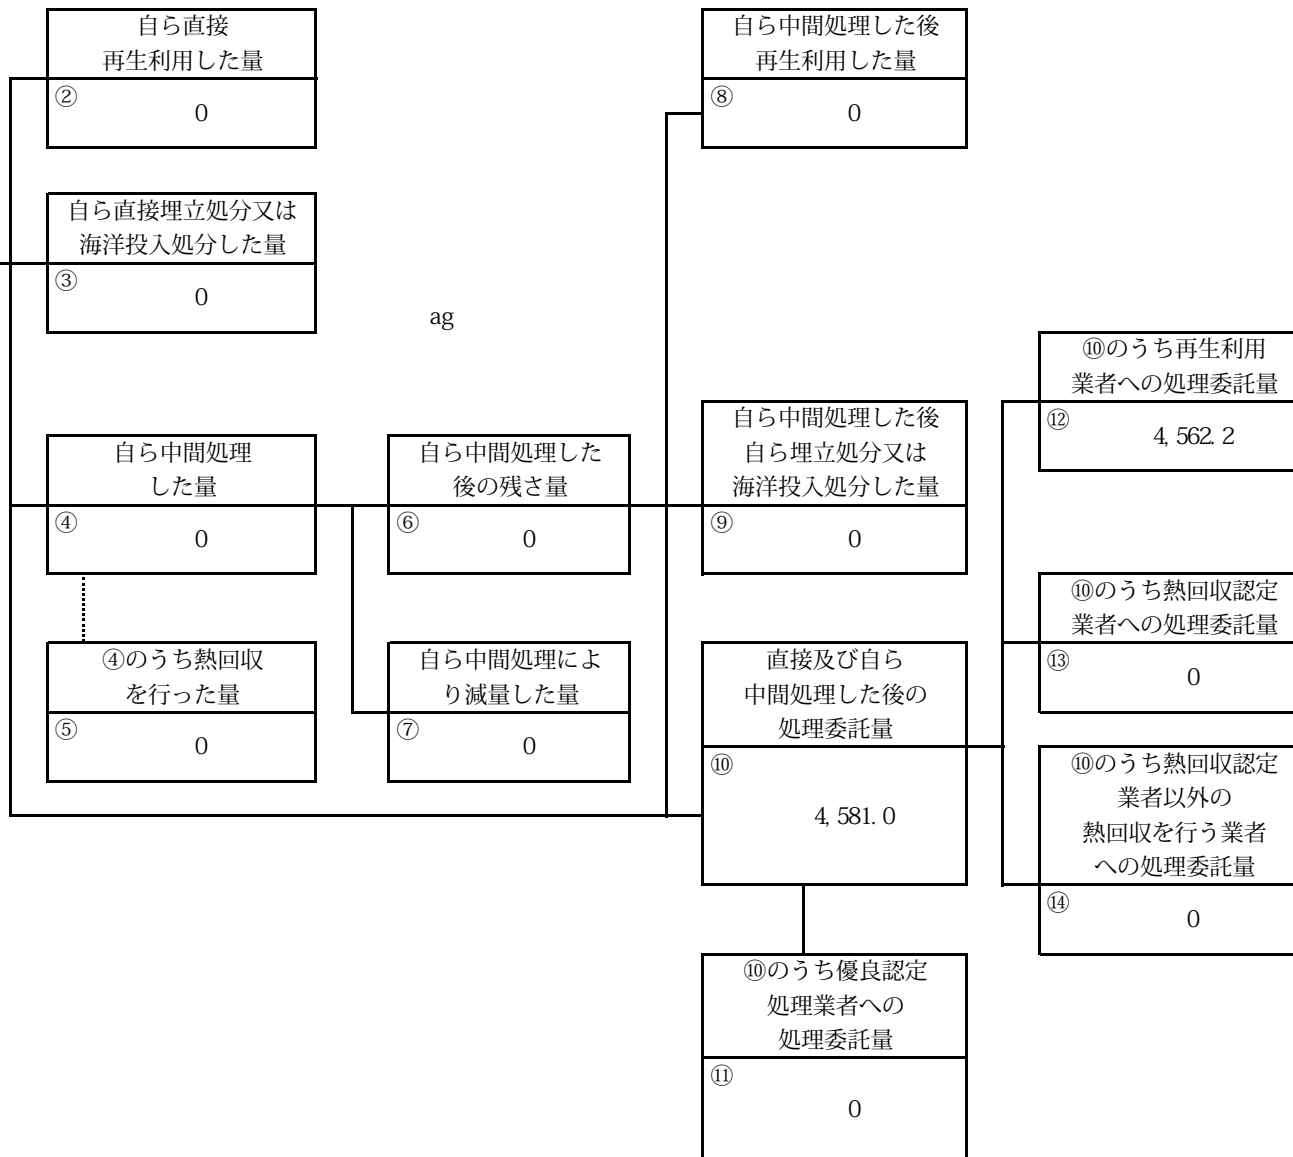 自ら直接
再生利用した量
②
0
自ら中間処理した後
再生利用した量
⑧
0
自ら直接埋立処分又は
海洋投入処分した量
③
0
ag
⑩のうち再生利用
業者への処理委託量
⑫
4,562.2
自ら中間処理
した量
④
0
自ら中間処理した
後の残さ量
⑥
0
自ら中間処理した後
自ら埋立処分又は
海洋投入処分した量
⑨
0
⑩のうち熱回収認定
業者への処理委託量
⑬
0
④のうち熱回収
を行った量
⑤
0
自ら中間処理によ
り減量した量
⑦
0
直接及び自ら
中間処理した後の
処理委託量
⑩
4,581.0
⑩のうち熱回収認定
業者以外の
熱回収を行う業者
への処理委託量
⑭
0
⑩のうち優良認定
処理業者への
処理委託量
⑪
0